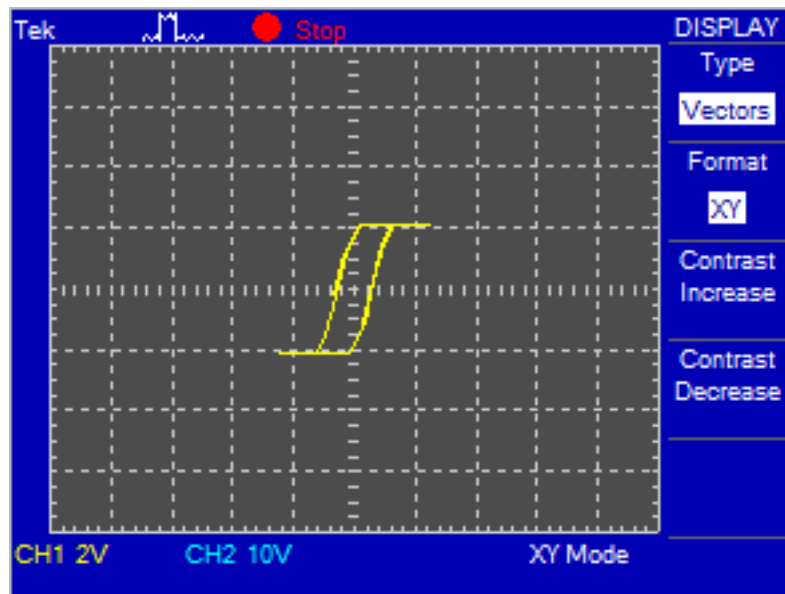 Tek Stop DISPLAY
Type
Vectors
Format
XY
Contrast
Increase
Contrast
Decrease
CH1 2V CH2 10V XY Mode